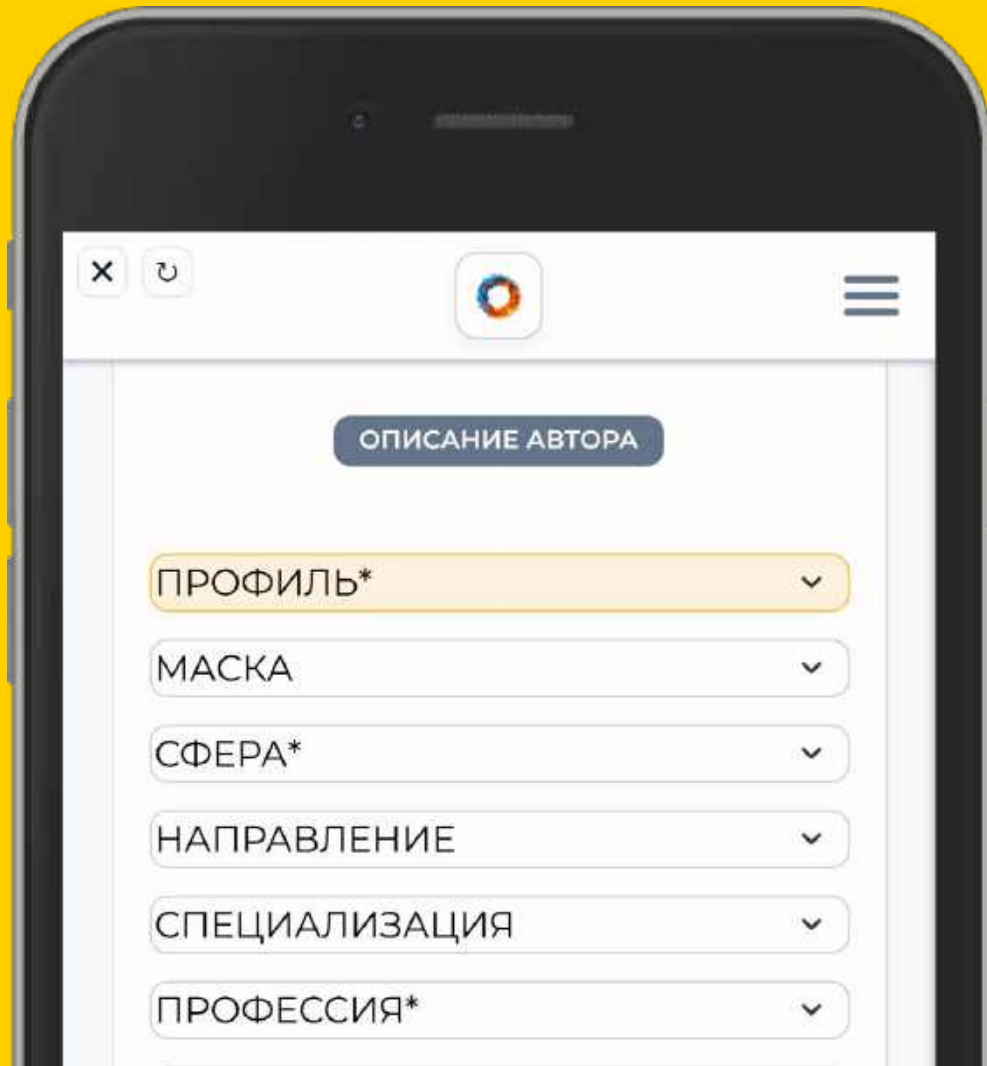 ОПИСАНИЕ АВТОРА
ПРОФИЛЬ*
МАСКА
СФЕРА*
НАПРАВЛЕНИЕ
СПЕЦИАЛИЗАЦИЯ
ПРОФЕССИЯ*